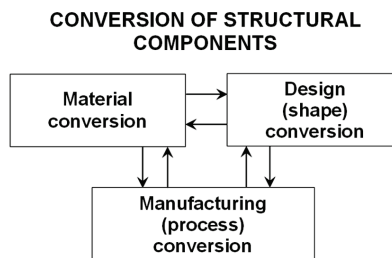 CONVERSION OF STRUCTURAL
COMPONENTS
Material
conversion
Design
(shape)
conversion
Manufacturing
(process)
conversion